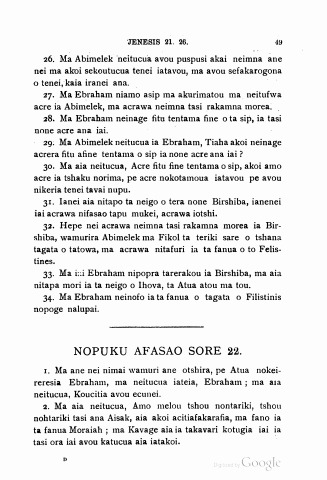 JENESIS 21. 26. 49
26. Ma Abimelek neitucua avou puspusi akai neimna ane
nei ma akoi sekoutucua tenei iatavou, ma avou sefakarogona
o tenei, kaia iranei ana.
27. Ma Ebraham niamo asip ma akurimatou ma neitufwa
acre ia Abimelek, ma acrawa neimna tasi rakamna morea.
28. Ma Ebraham neinage fitu tentama fine o ta sip, ia tasi
none acre ana iai.
29. Ma Abimelek neitucua ia Ebraham, Tiaha akoi neinage
acrera fitu afine tentama o sip ia none acre ana iai?
30. Ma aia neitucua, Acre fitu fine tentama o sip, akoi amo
acre ia tshaku norima, pe acre nokotamoua iatavou pe avou
nikeria tenei tavai nupu.
31. Ianei aia nitapo ta neigo o tera none Birshiba, ianenei
iai acrawa nifasao tapu mukei, acrawa iotshi.
32. Hepe nei acrawa neimna tasi rakamna morea ia Bir-
shiba, wamurira Abimelek ma Fikol ta teriki sare o tshana
tagata o tatowa, ma acrawa nitafuri ia ta fanua o to Felis-
tines.
33. Ma Ebraham nipopra tarerakou ia Birshiba, ma aia
nitapa mori ia ta neigo o Ihova, ta Atua atou ma tou.
34. Ma Ebraham neinofo ia ta fanua o tagata o Filistinis
nopoge nalupai.
NOPUKU AFASAO SORE 22.
1. Ma ane nei nimai wamuri ane otshira, pe Atua nokei-
reresia Ebraham, ma neitucua iateia, Ebraham; ma aia
neitucua, Koucitia avou ecunei.
2. Ma aia neitucua, Amo melou tshou nontariki, tshou
nohtariki tasi ana Aisak, aia akoi acitiafakarafia, ma fano ia
ta fanua Moraiah; ma Kavage aia ia takavari kotugia iai ia
tasi ora iai avou katucua aia iatakoi.
D
Digitized by Google